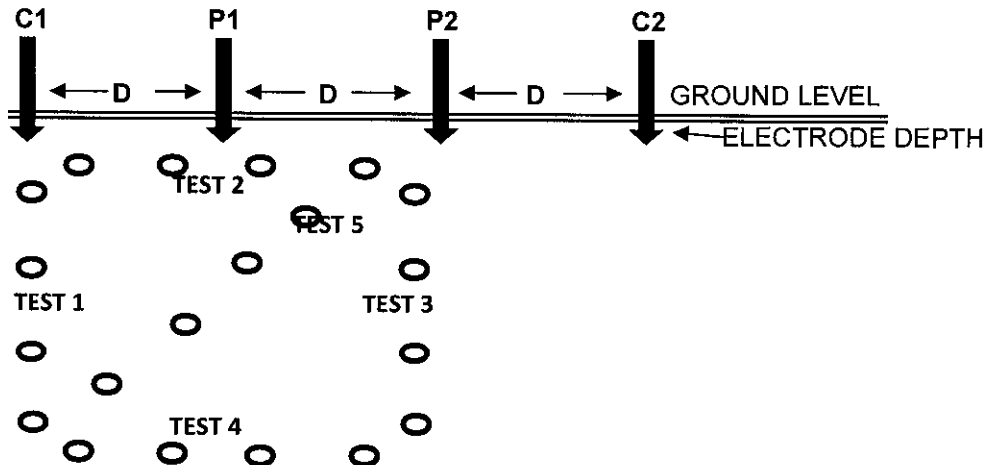 C1 P1 P2 C2
D D D
GROUND LEVEL
ELECTRODE DEPTH
TEST 2
TEST 5
TEST 1
TEST 3
TEST 4